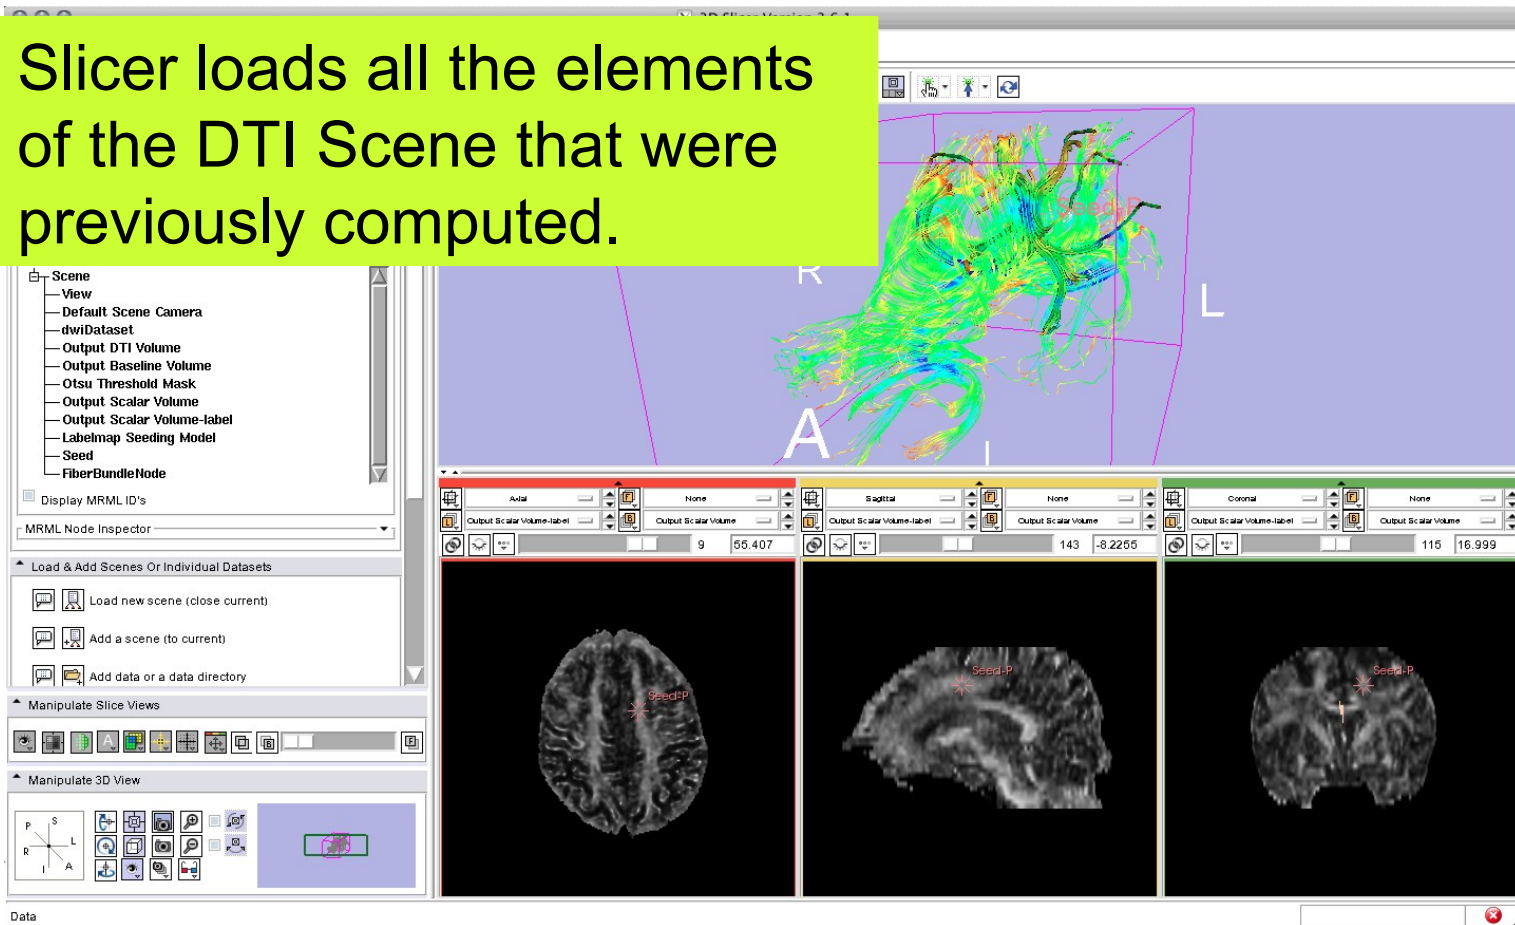 Slicer loads all the elements
of the DTI Scene that were
previously computed.
Scene
View
Default Scene Camera
dwiDataset
Output DTI Volume
Output Baseline Volume
Otsu Threshold Mask
Output Scalar Volume
Output Scalar Volume-label
Labelmap Seeding Model
Seed
FiberBundleNode
Display MRML ID's
MRML Node Inspector
Load & Add Scenes Or Individual Datasets
Load new scene (close current)
Add a scene (to current)
Add data or a data directory
Manipulate Slice Views
Manipulate 3D View
P S
R L
I A
Data
Seed-P
R
L
A
I
Axial None
Output Scalar Volume-label Output Scalar Volume
9 55.407
Seed-P
Sagittal None
Output Scalar Volume-label Output Scalar Volume
143 -8.2255
Seed-P
Coronal None
Output Scalar Volume-label Output Scalar Volume
115 16.999
Seed-P